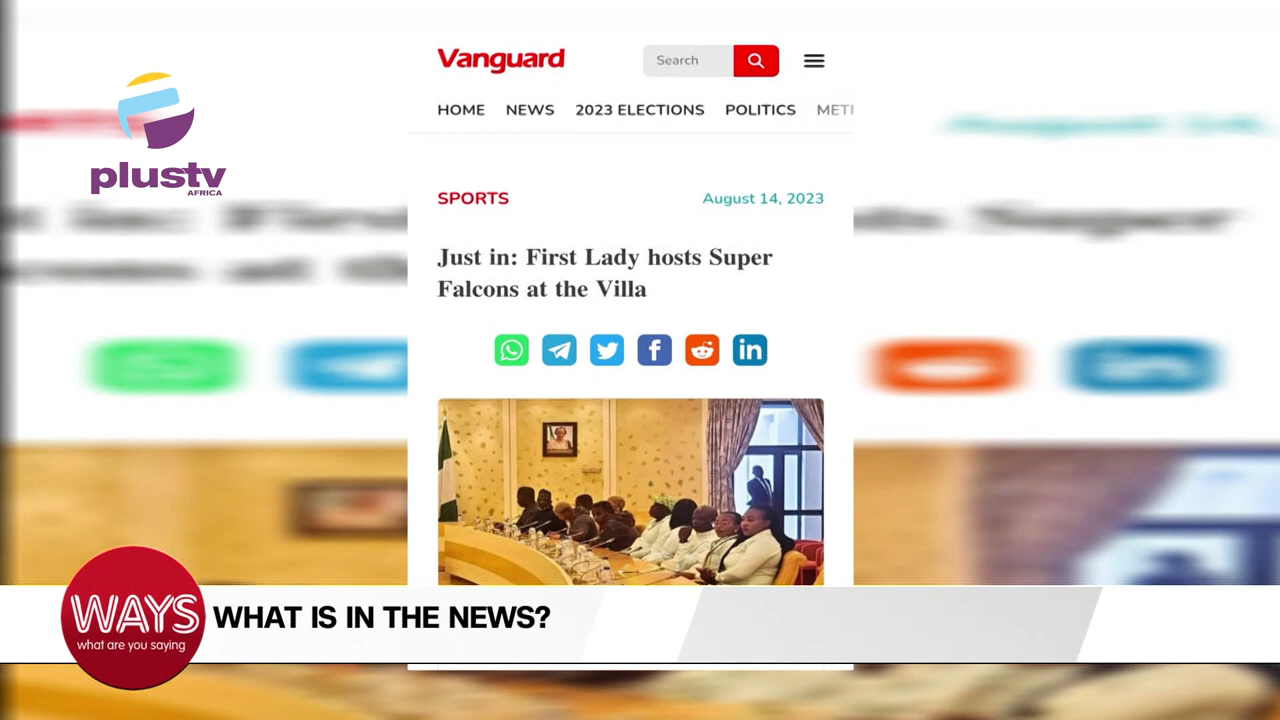 plustv
AFRICA
Vanguard
Search
HOME NEWS 2023 ELECTIONS POLITICS METI
SPORTS
August 14, 2023
Just in: First Lady hosts Super
Falcons at the Villa
WAYS
what are you saying
WHAT IS IN THE NEWS?